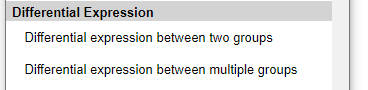 Differential Expression
Differential expression between two groups
Differential expression between multiple groups